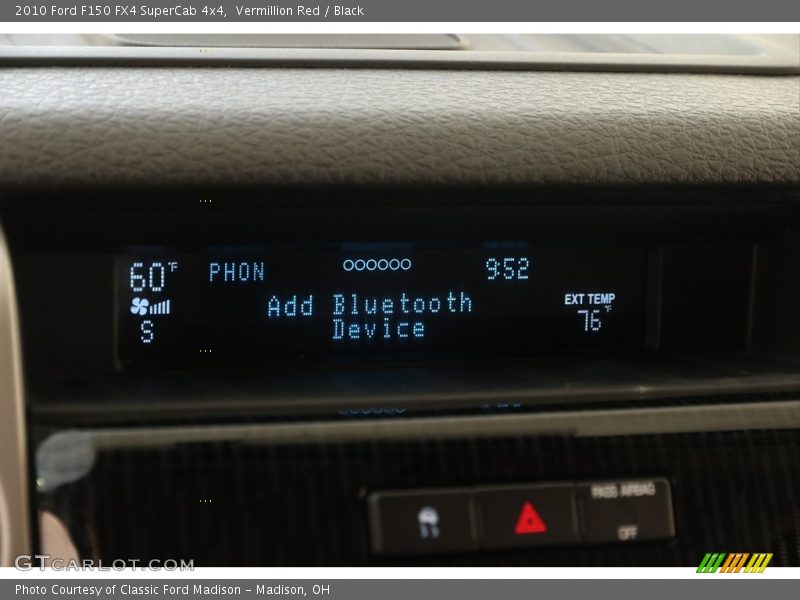 2010 Ford F150 FX4 SuperCab 4x4, Vermillion Red / Black
60°F PHON 9:52
Add Bluetooth
Device
EXT TEMP
76°F
5
PASS AIRBAG
OFF
GTCARLOT.COM
Photo Courtesy of Classic Ford Madison - Madison, OH